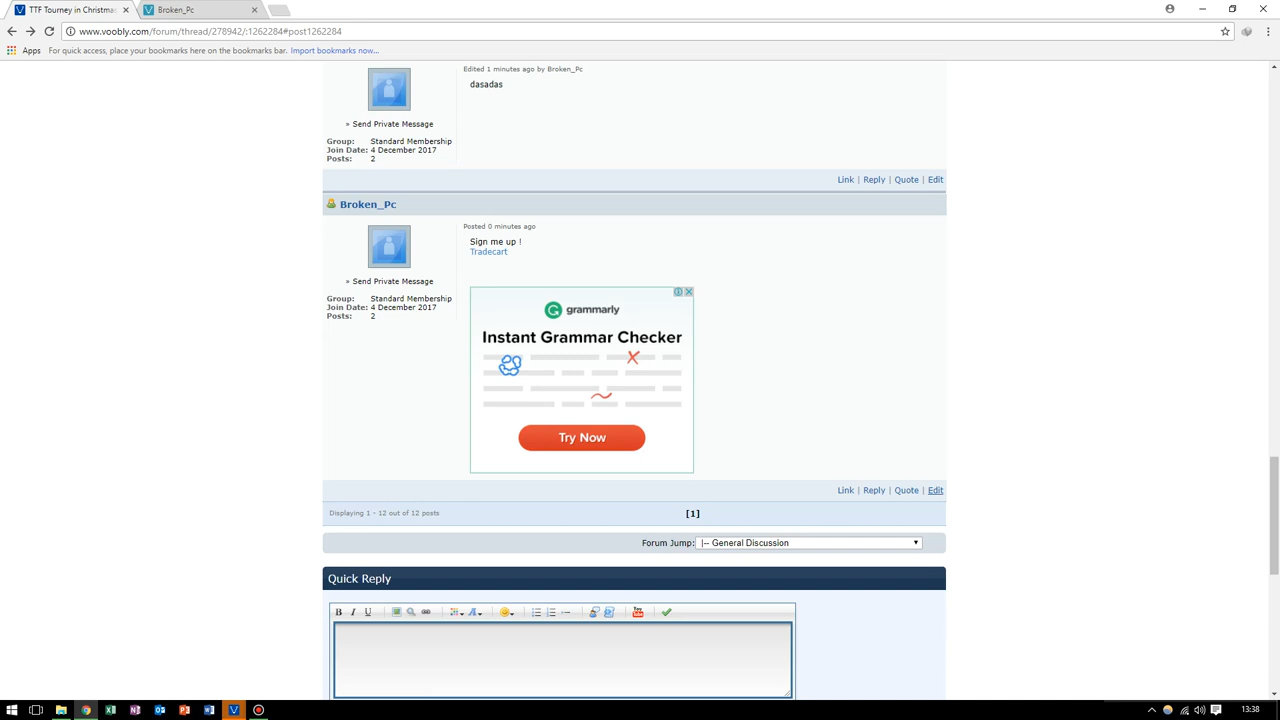 TTF Tourney in Christmas
Broken_Pc
www.voobly.com/forum/thread/278942/:1262284#post1262284
Apps
For quick access, place your bookmarks here on the bookmarks bar. Import bookmarks now...
Edited 1 minutes ago by Broken_Pc
dasadas
» Send Private Message
Group: Standard Membership
Join Date: 4 December 2017
Posts: 2
Link | Reply | Quote | Edit
Broken_Pc
Posted 0 minutes ago
Sign me up !
Tradecart
» Send Private Message
Group: Standard Membership
Join Date: 4 December 2017
Posts: 2
grammarly
Instant Grammar Checker
Try Now
Link | Reply | Quote | Edit
Displaying 1 - 12 out of 12 posts
[1]
Forum Jump: |-- General Discussion
Quick Reply
B I U
13:38